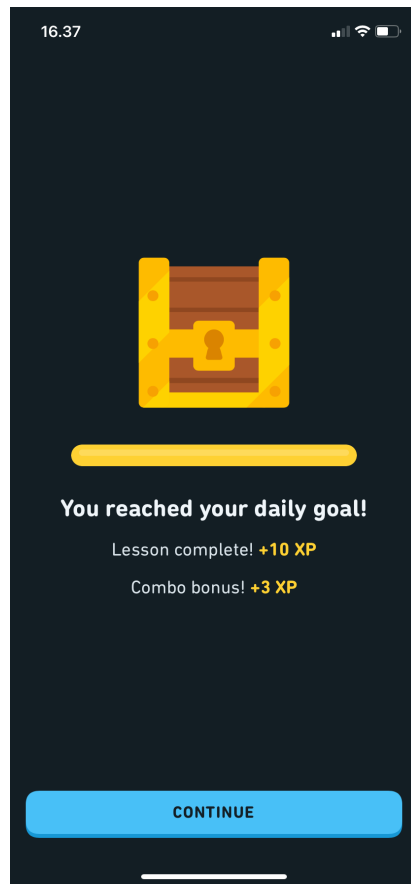 16.37
You reached your daily goal!
Lesson complete! +10 XP
Combo bonus! +3 XP
CONTINUE